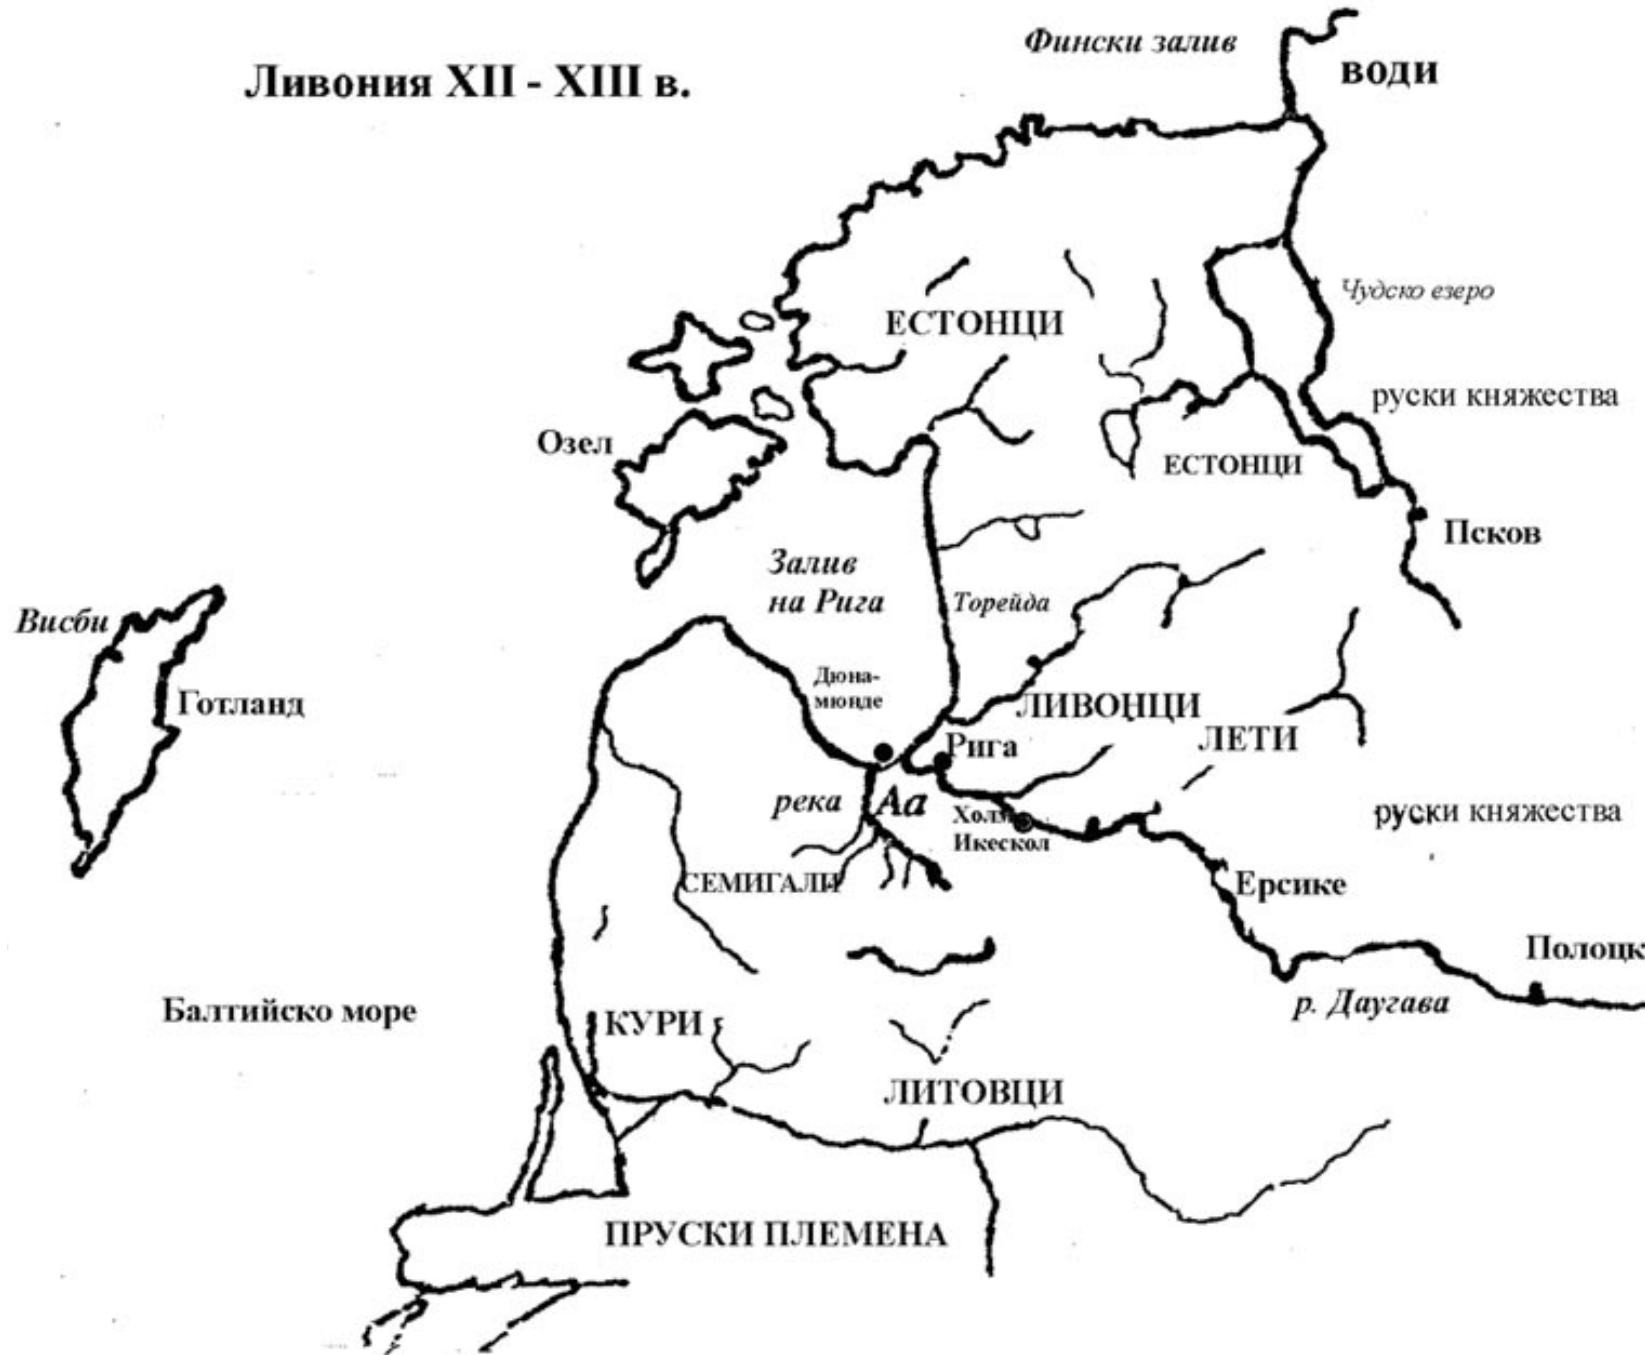 Фински залив
Ливония XII - XIII в.
води
Чудско езеро
ЕСТОНЦИ
руски княжества
Озел
ЕСТОНЦИ
Псков
Залив
на Рига
Торейда
Висби
Готланд
Дюна-
мюнде
ЛИВОНЦИ
ЛЕТИ
Рига
река Аа
Холм
Икескол
руски княжества
СЕМИГАЛИ
Ерсике
Полоцк
р. Даугава
Балтийско море
КУРИ
ЛИТОВЦИ
ПРУСКИ ПЛЕМЕНА